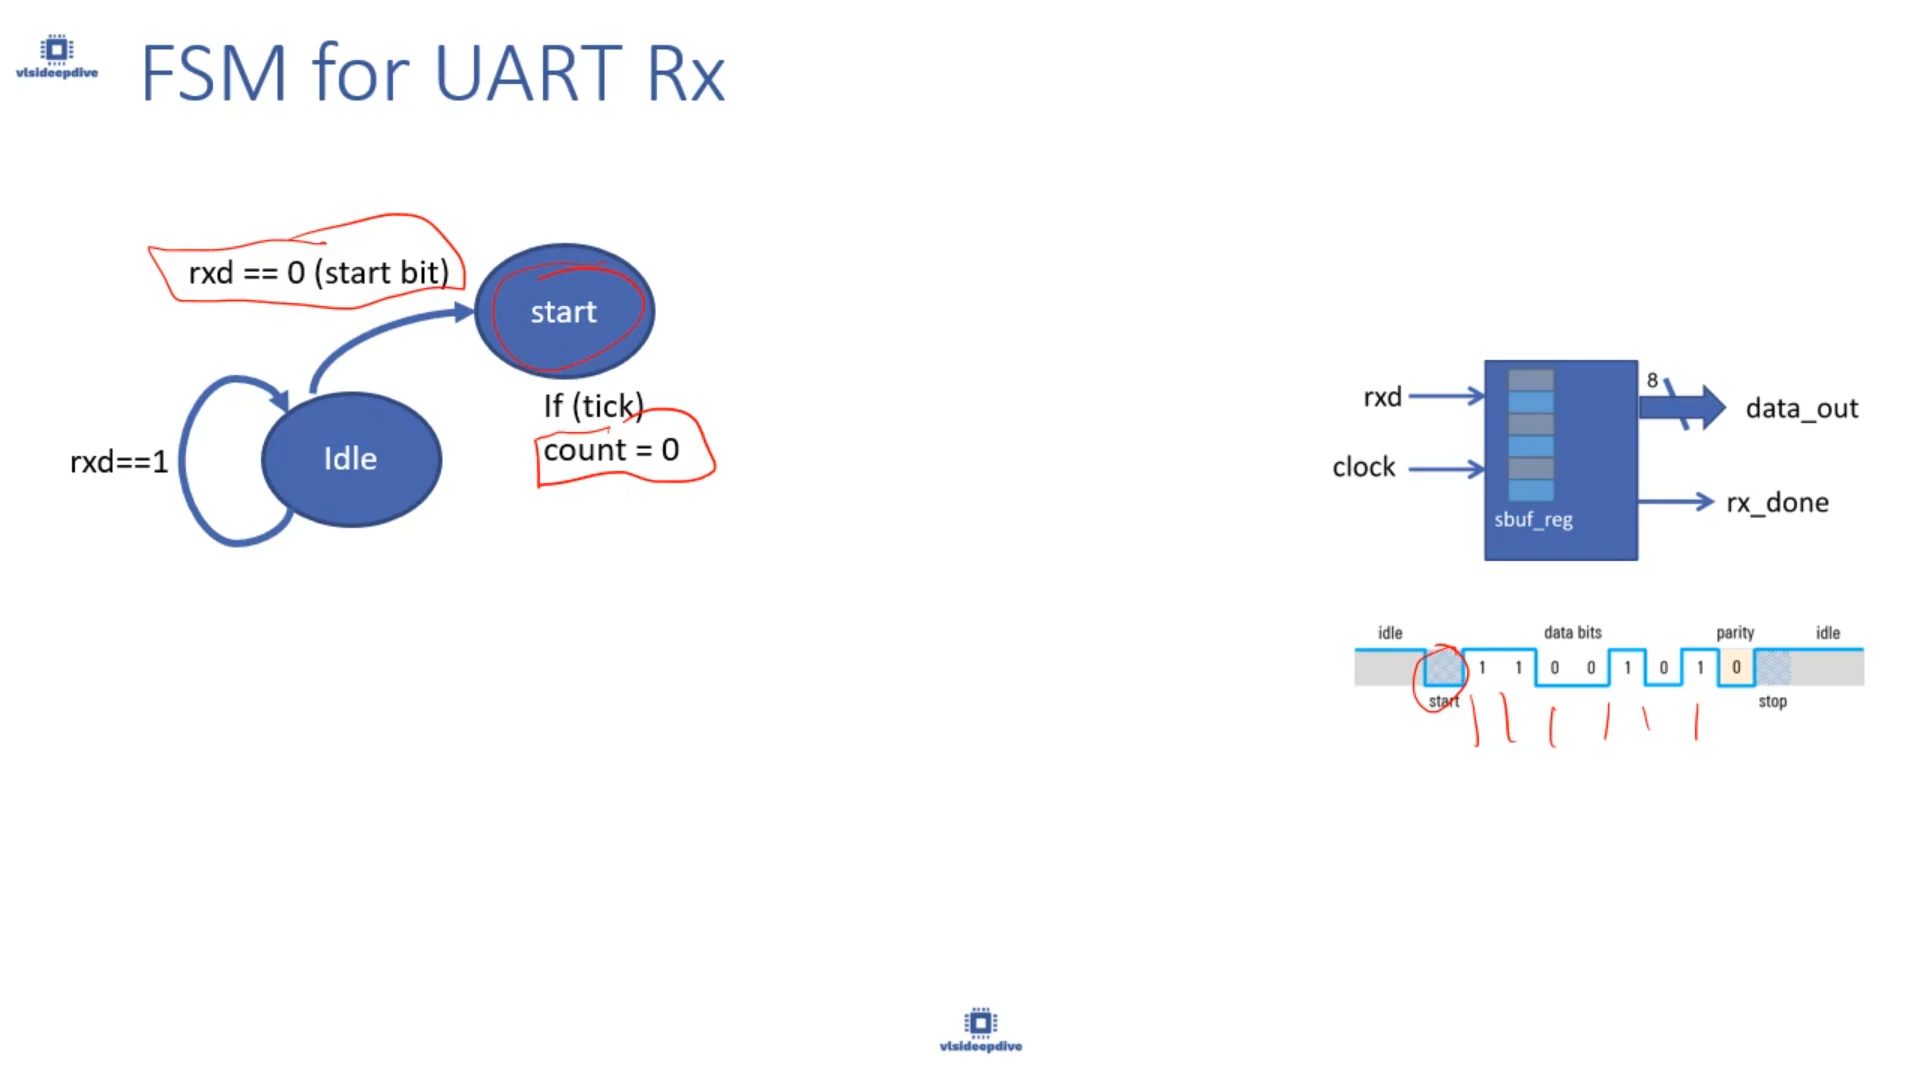 vlsideepdive
FSM for UART Rx
rxd == 0 (start bit)
start
If (tick)
count = 0
rxd==1
Idle
rxd
clock
8
data_out
rx_done
sbuf_reg
idle data bits parity idle
1 1 0 0 1 0 1 0
start stop
vlsideepdive